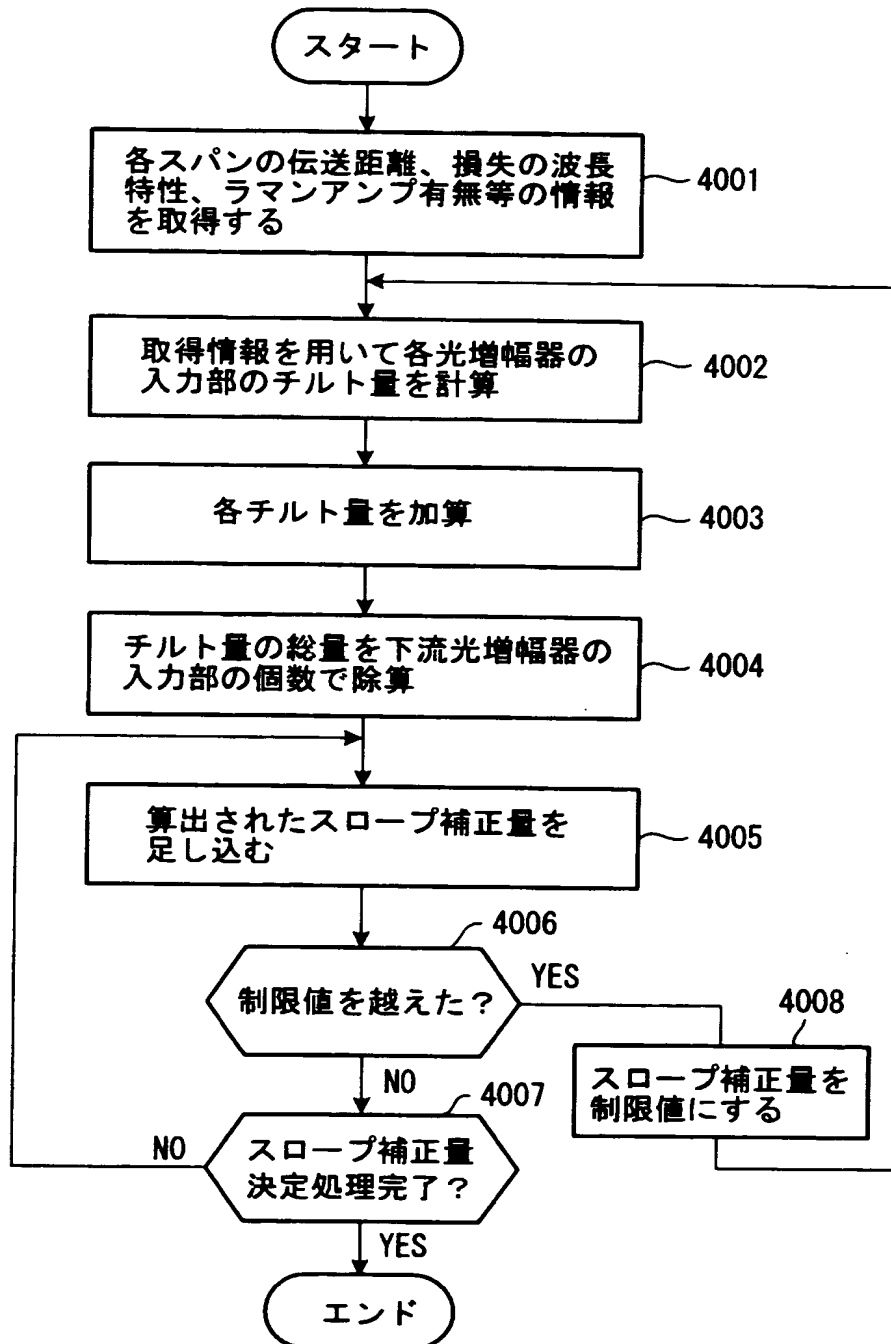 スタート
各スパンの伝送距離、損失の波長
特性、ラマンアンプ有無等の情報
を取得する
4001
取得情報を用いて各光増幅器の
入力部のチルト量を計算
4002
各チルト量を加算
4003
チルト量の総量を下流光増幅器の
入力部の個数で除算
4004
算出されたスロープ補正量を
足し込む
4005
4006
制限値を越えた?
YES
NO
4008
スロープ補正量を
制限値にする
4007
スロープ補正量
決定処理完了?
NO
YES
エンド